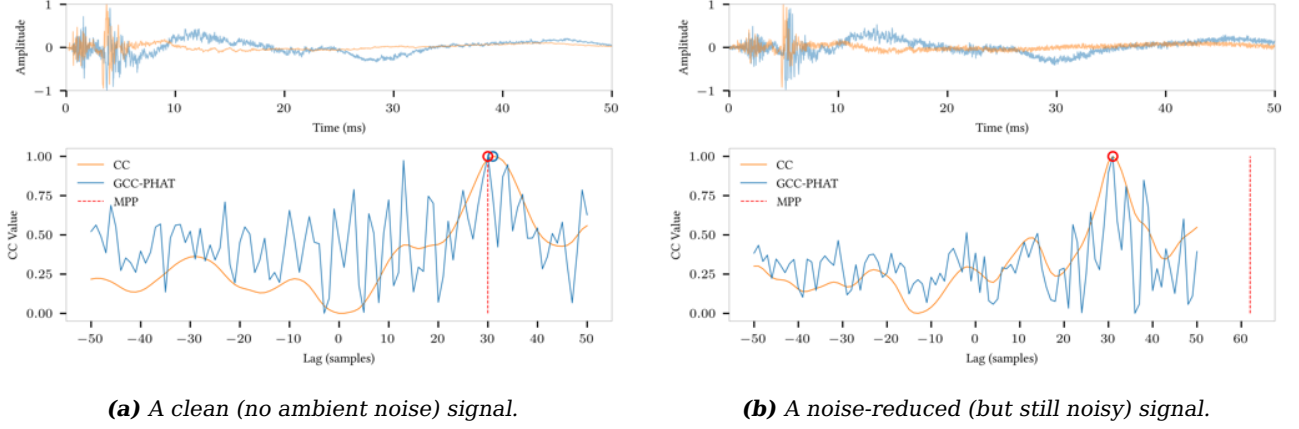 1
0
−1
Amplitude
0 10 20 30 40 50
Time (ms)
1.00
0.75
0.50
0.25
0.00
CC Value
CC
GCC-PHAT
MPP
−50 −40 −30 −20 −10 0 10 20 30 40 50
Lag (samples)
(a) A clean (no ambient noise) signal.
1
0
−1
Amplitude
0 10 20 30 40 50
Time (ms)
1.00
0.75
0.50
0.25
0.00
CC Value
CC
GCC-PHAT
MPP
−50 −40 −30 −20 −10 0 10 20 30 40 50 60
Lag (samples)
(b) A noise-reduced (but still noisy) signal.